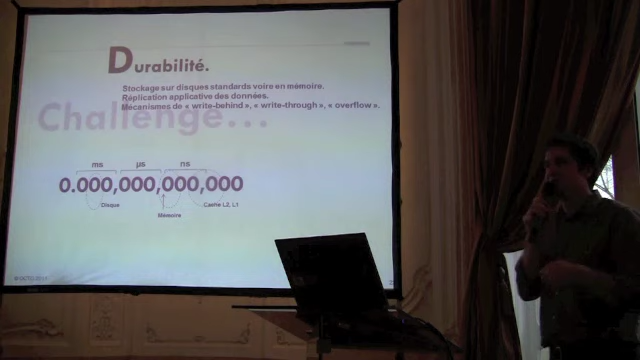 Durabilité.
Stockage sur disques standards voire en mémoire.
Réplication applicative des données.
Mécanismes de « write-behind », « write-through », « overflow ».
Challenge...
ms µs ns
0.000,000,000,000
Disque Cache L2, L1
Mémoire